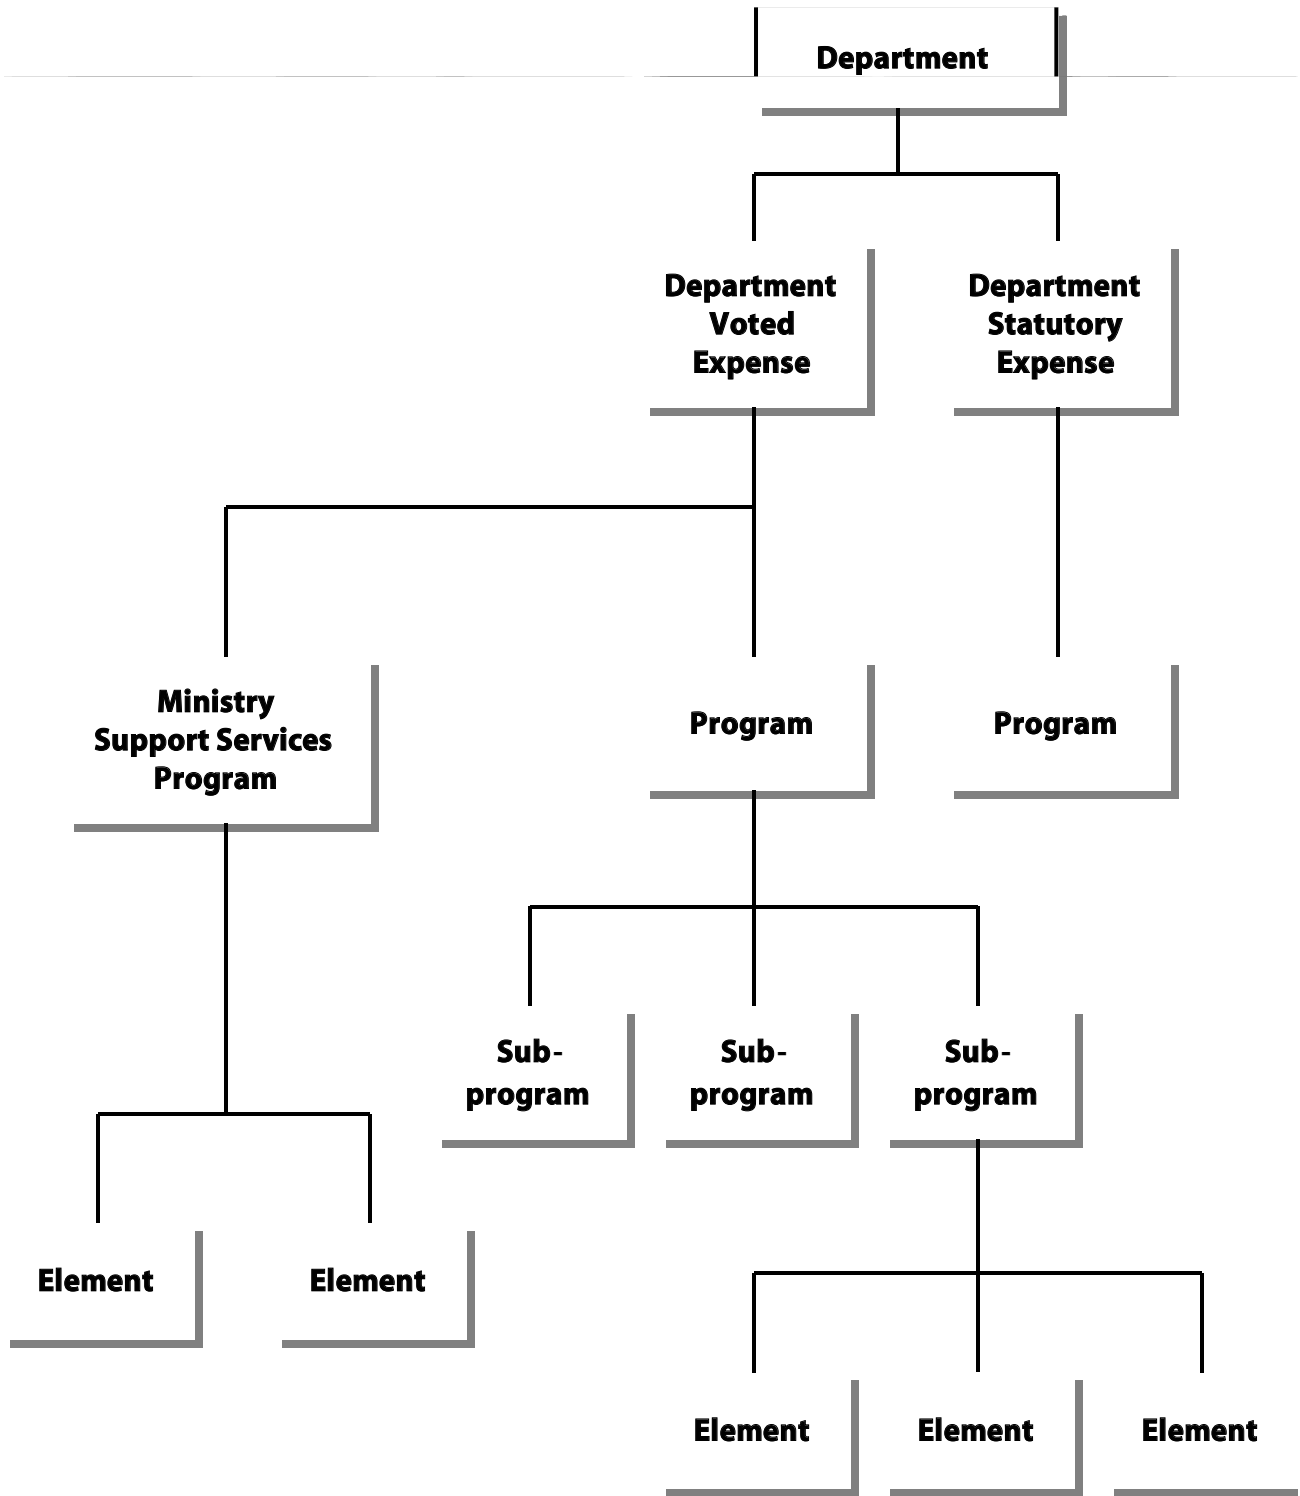 Department
Department
Voted
Expense
Department
Statutory
Expense
Ministry
Support Services
Program
Program
Program
Sub-
program
Sub-
program
Sub-
program
Element
Element
Element
Element
Element